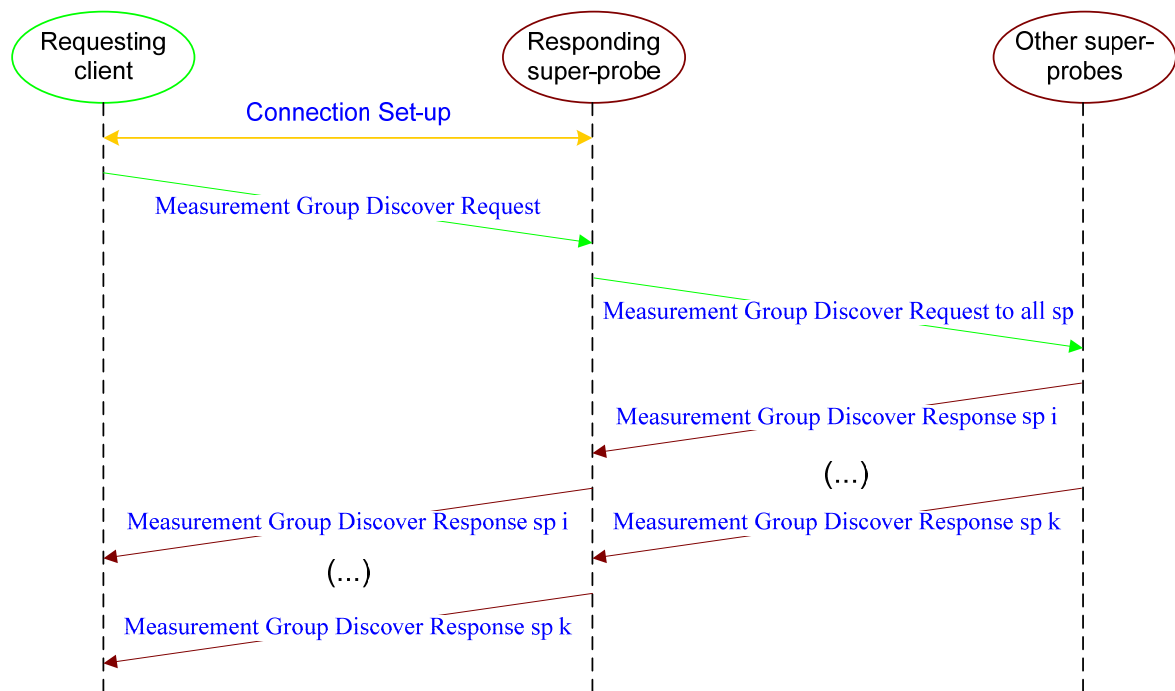 Requesting
client
Responding
super-probe
Other super-
probes
Connection Set-up
Measurement Group Discover Request
Measurement Group Discover Request to all sp
Measurement Group Discover Response sp i
(...)
Measurement Group Discover Response sp i
Measurement Group Discover Response sp k
(...)
Measurement Group Discover Response sp k